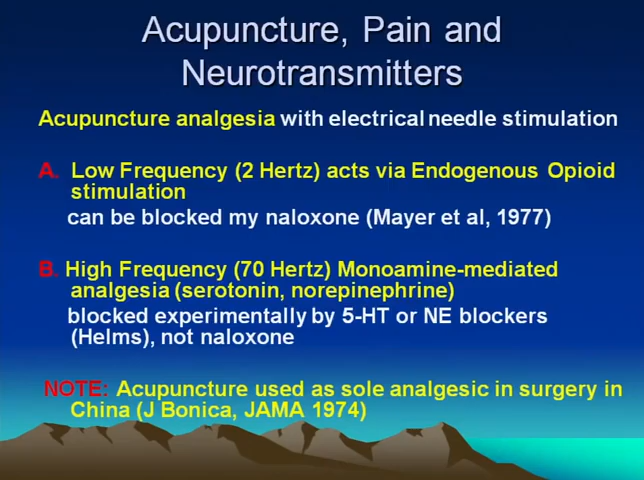 Acupuncture, Pain and
Neurotransmitters
Acupuncture analgesia with electrical needle stimulation
A. Low Frequency (2 Hertz) acts via Endogenous Opioid
stimulation
can be blocked my naloxone (Mayer et al, 1977)
B. High Frequency (70 Hertz) Monoamine-mediated
analgesia (serotonin, norepinephrine)
blocked experimentally by 5-HT or NE blockers
(Helms), not naloxone
NOTE: Acupuncture used as sole analgesic in surgery in
China (J Bonica, JAMA 1974)